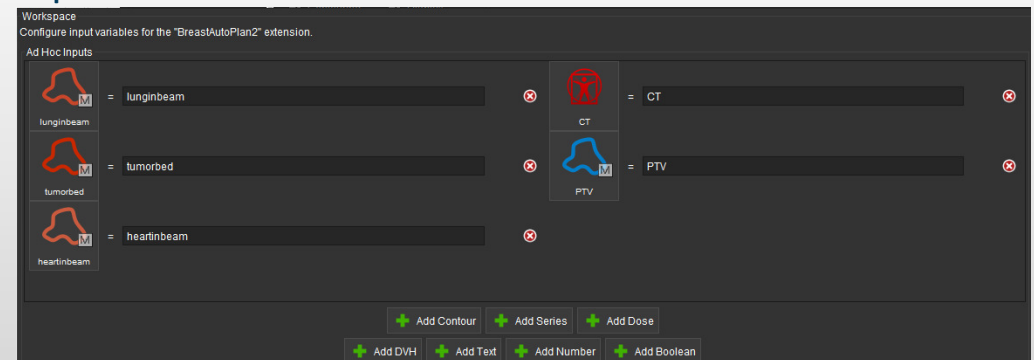 Workspace
Configure input variables for the "BreastAutoPlan2" extension.
Ad Hoc Inputs
M = lunginbeam
lunginbeam
= CT
CT
M = tumorbed
tumorbed
M = PTV
PTV
M = heartinbeam
heartinbeam
Add Contour Add Series Add Dose
Add DVH Add Text Add Number Add Boolean